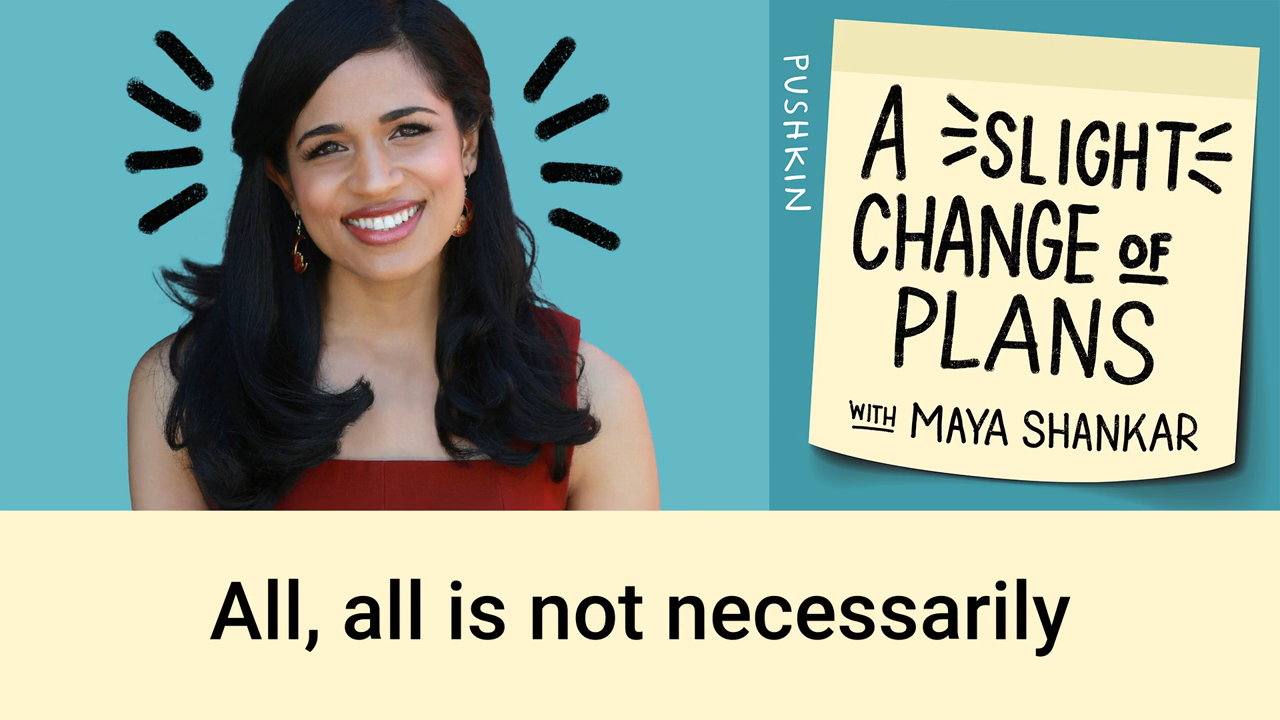 PUSHKIN
A SLIGHT
CHANGE OF
PLANS
WITH MAYA SHANKAR
All, all is not necessarily